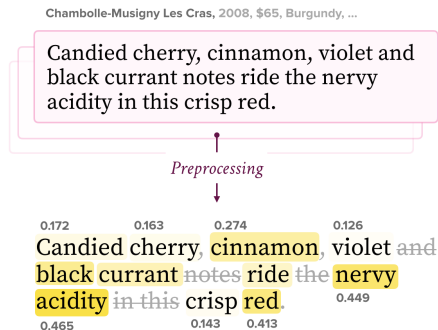 Chambolle-Musigny Les Cras, 2008, $65, Burgundy, ...
Candied cherry, cinnamon, violet and
black currant notes ride the nervy
acidity in this crisp red.
Preprocessing
0.172 0.163 0.274 0.126
Candied cherry, cinnamon, violet and
black currant notes ride the nervy
acidity in this crisp red.
0.449
0.465 0.143 0.413